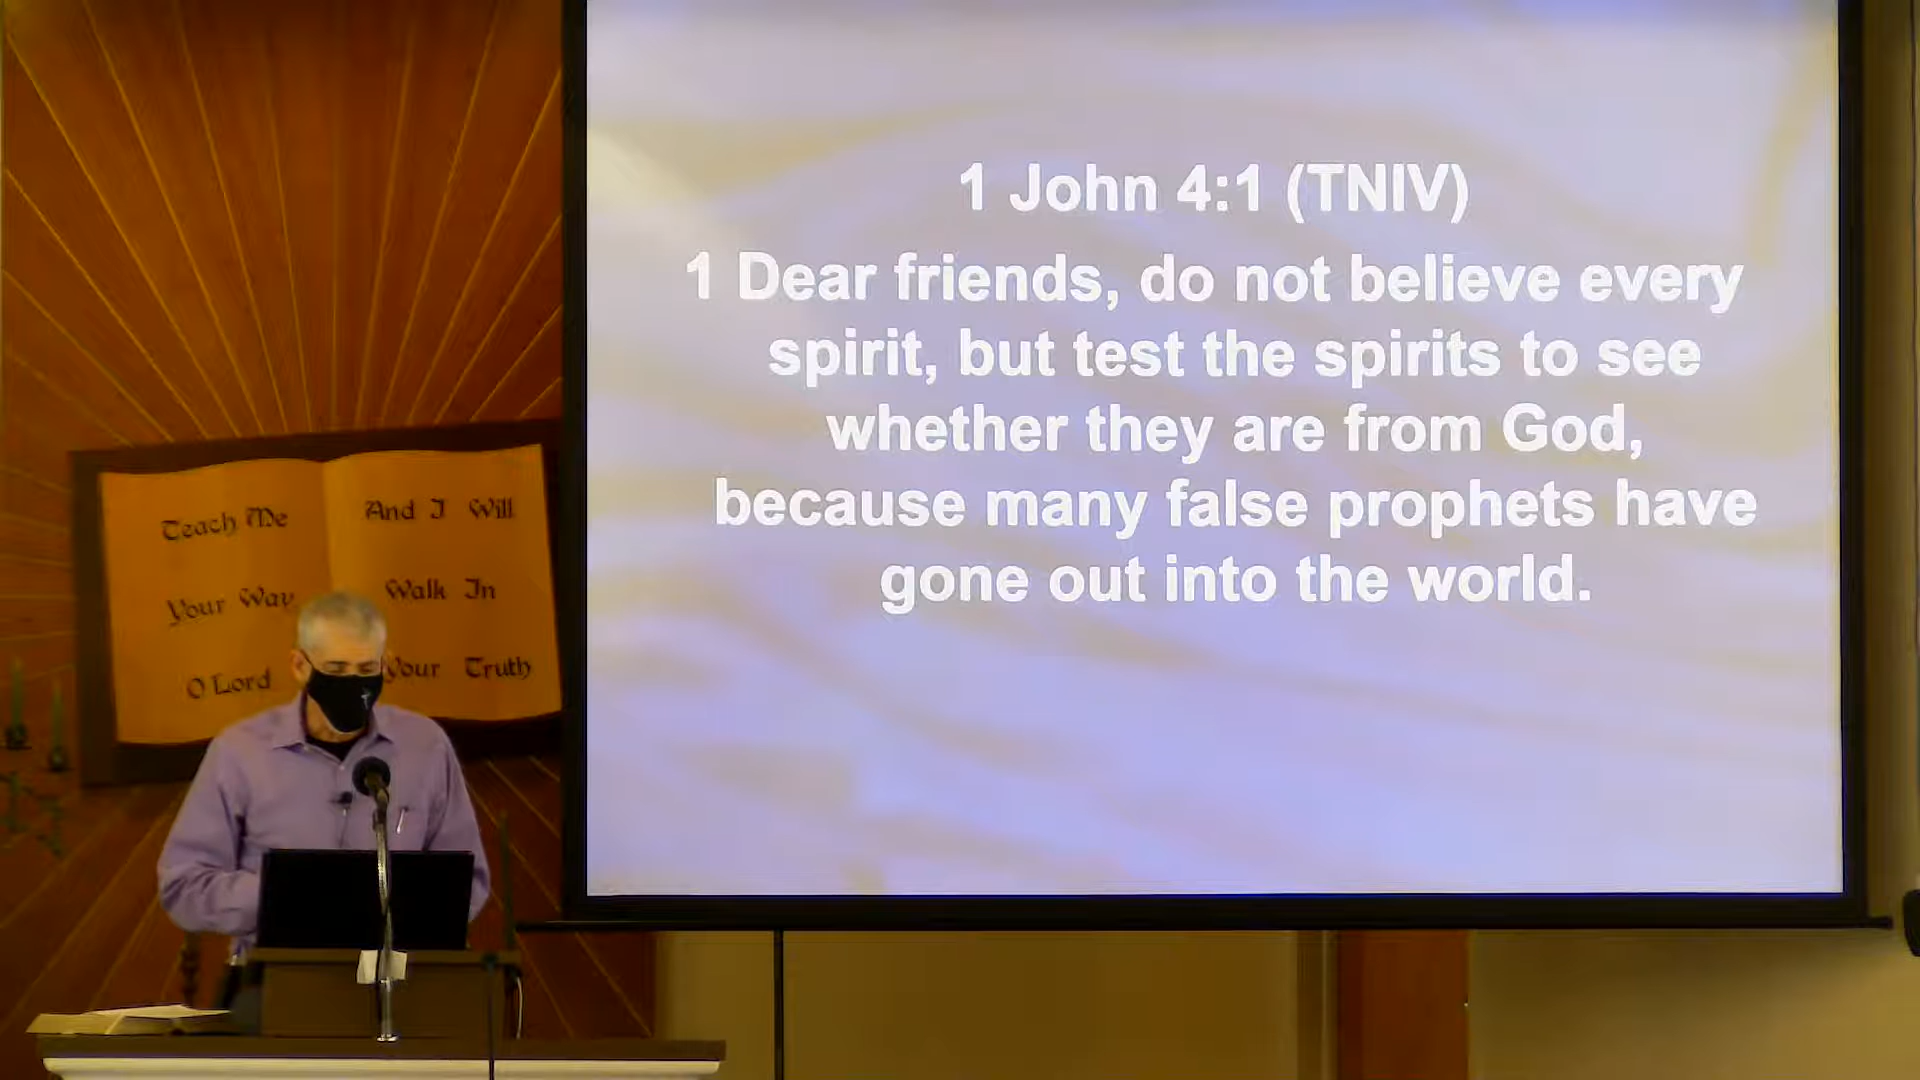 1 John 4:1 (TNIV)
1 Dear friends, do not believe every
spirit, but test the spirits to see
whether they are from God,
because many false prophets have
gone out into the world.
Teach Me
Your Way
O Lord
And I Will
Walk In
Your Truth